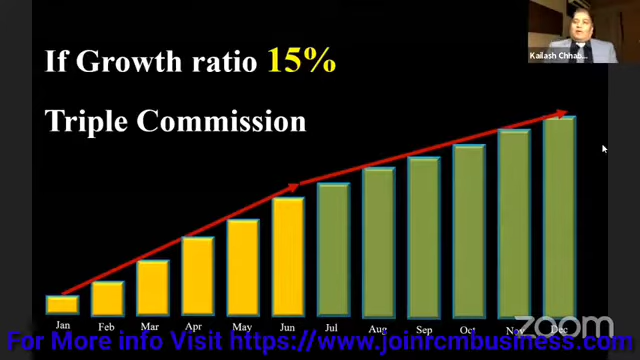 If Growth ratio 15%
Kailash Chhab...
Triple Commission
Jan Feb Mar Apr May Jun Jul Aug Sep Oct Nov Dec
zoom
For More info Visit https://www.joinrcmbusiness.com